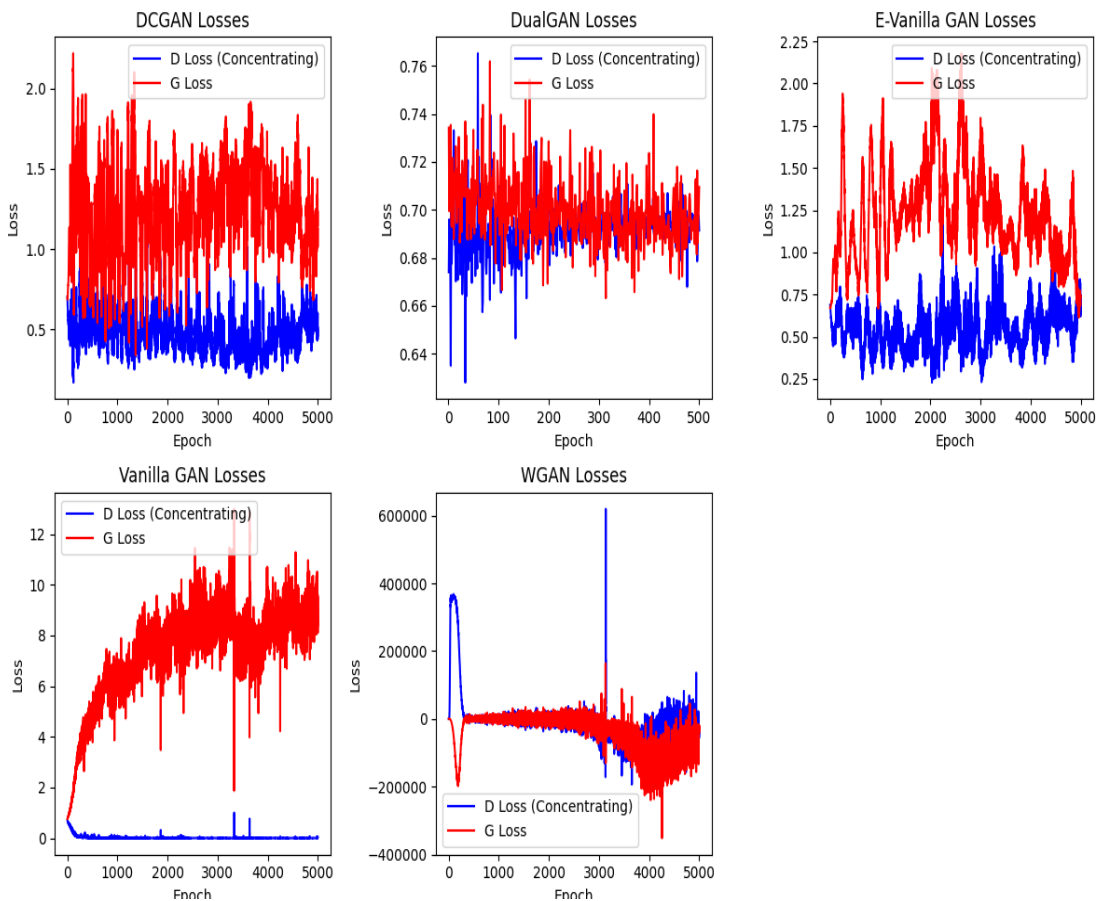 DCGAN Losses
D Loss (Concentrating)
G Loss
2.0
1.5
1.0
0.5
Loss
0 1000 2000 3000 4000 5000
Epoch
DualGAN Losses
D Loss (Concentrating)
G Loss
0.76
0.74
0.72
0.70
0.68
0.66
0.64
Loss
0 100 200 300 400 500
Epoch
E-Vanilla GAN Losses
D Loss (Concentrating)
G Loss
2.25
2.00
1.75
1.50
1.25
1.00
0.75
0.50
0.25
Loss
0 1000 2000 3000 4000 5000
Epoch
Vanilla GAN Losses
D Loss (Concentrating)
G Loss
12
10
8
6
4
2
0
Loss
0 1000 2000 3000 4000 5000
Epoch
WGAN Losses
600000
400000
200000
0
−200000
−400000
Loss
D Loss (Concentrating)
G Loss
0 1000 2000 3000 4000 5000
Epoch